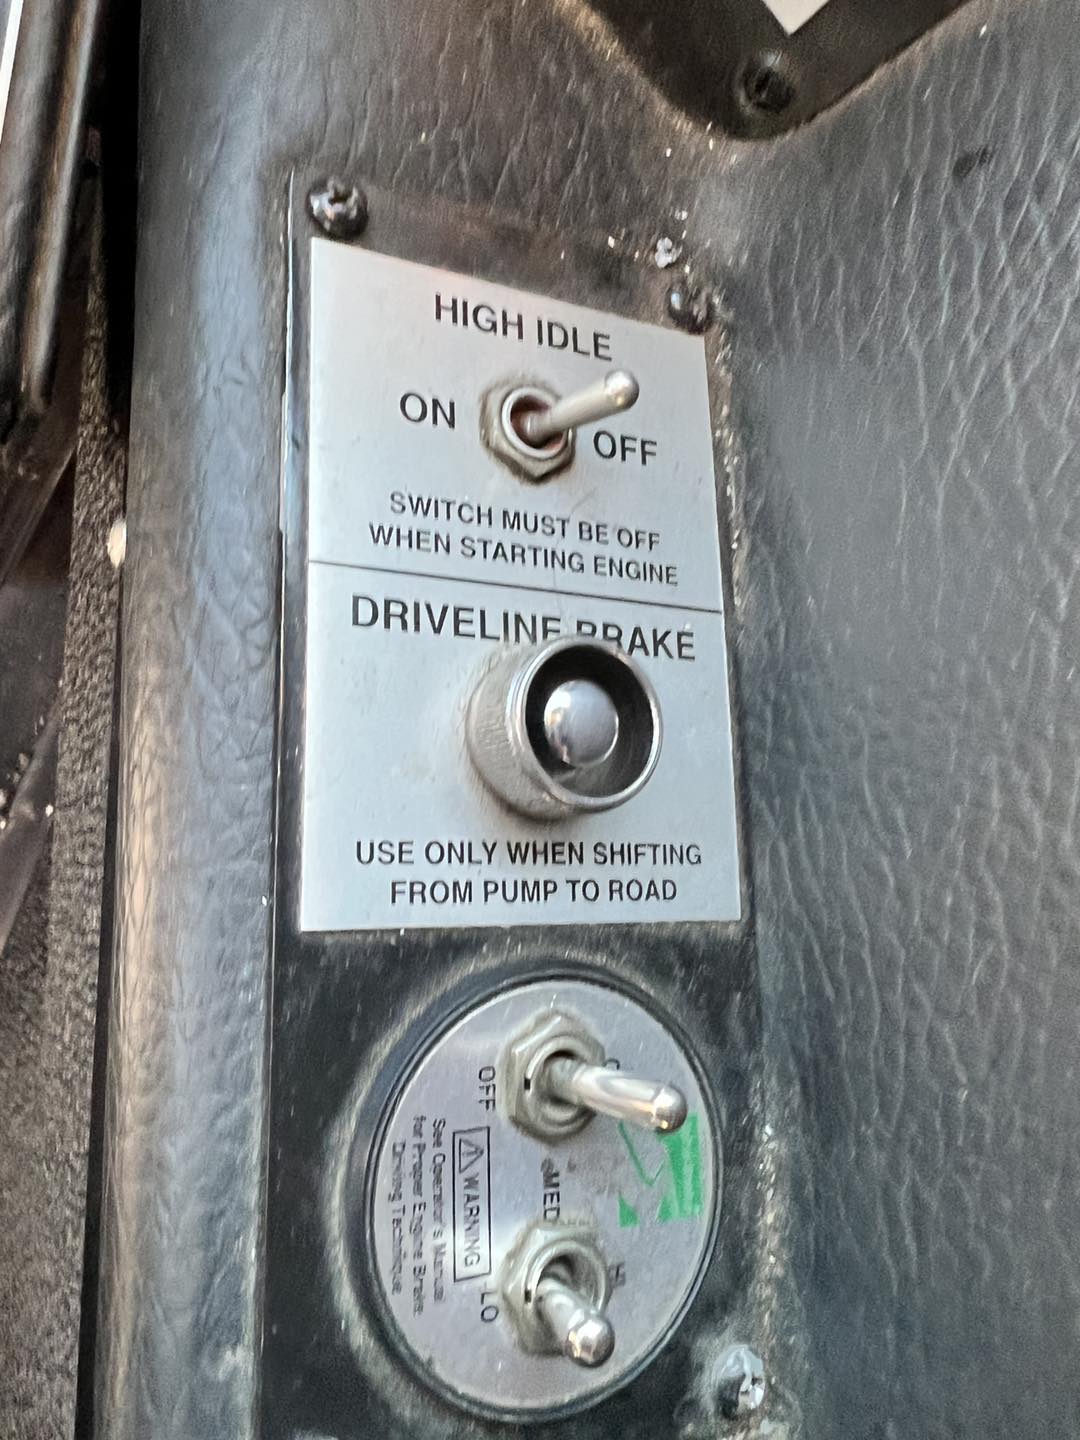 HIGH IDLE
ON
OFF
SWITCH MUST BE OFF
WHEN STARTING ENGINE
DRIVELINE BRAKE
USE ONLY WHEN SHIFTING
FROM PUMP TO ROAD
OFF
MED
HI
LO
WARNING
See Operator's Manual
for Proper Engine Brake
Driving Technique